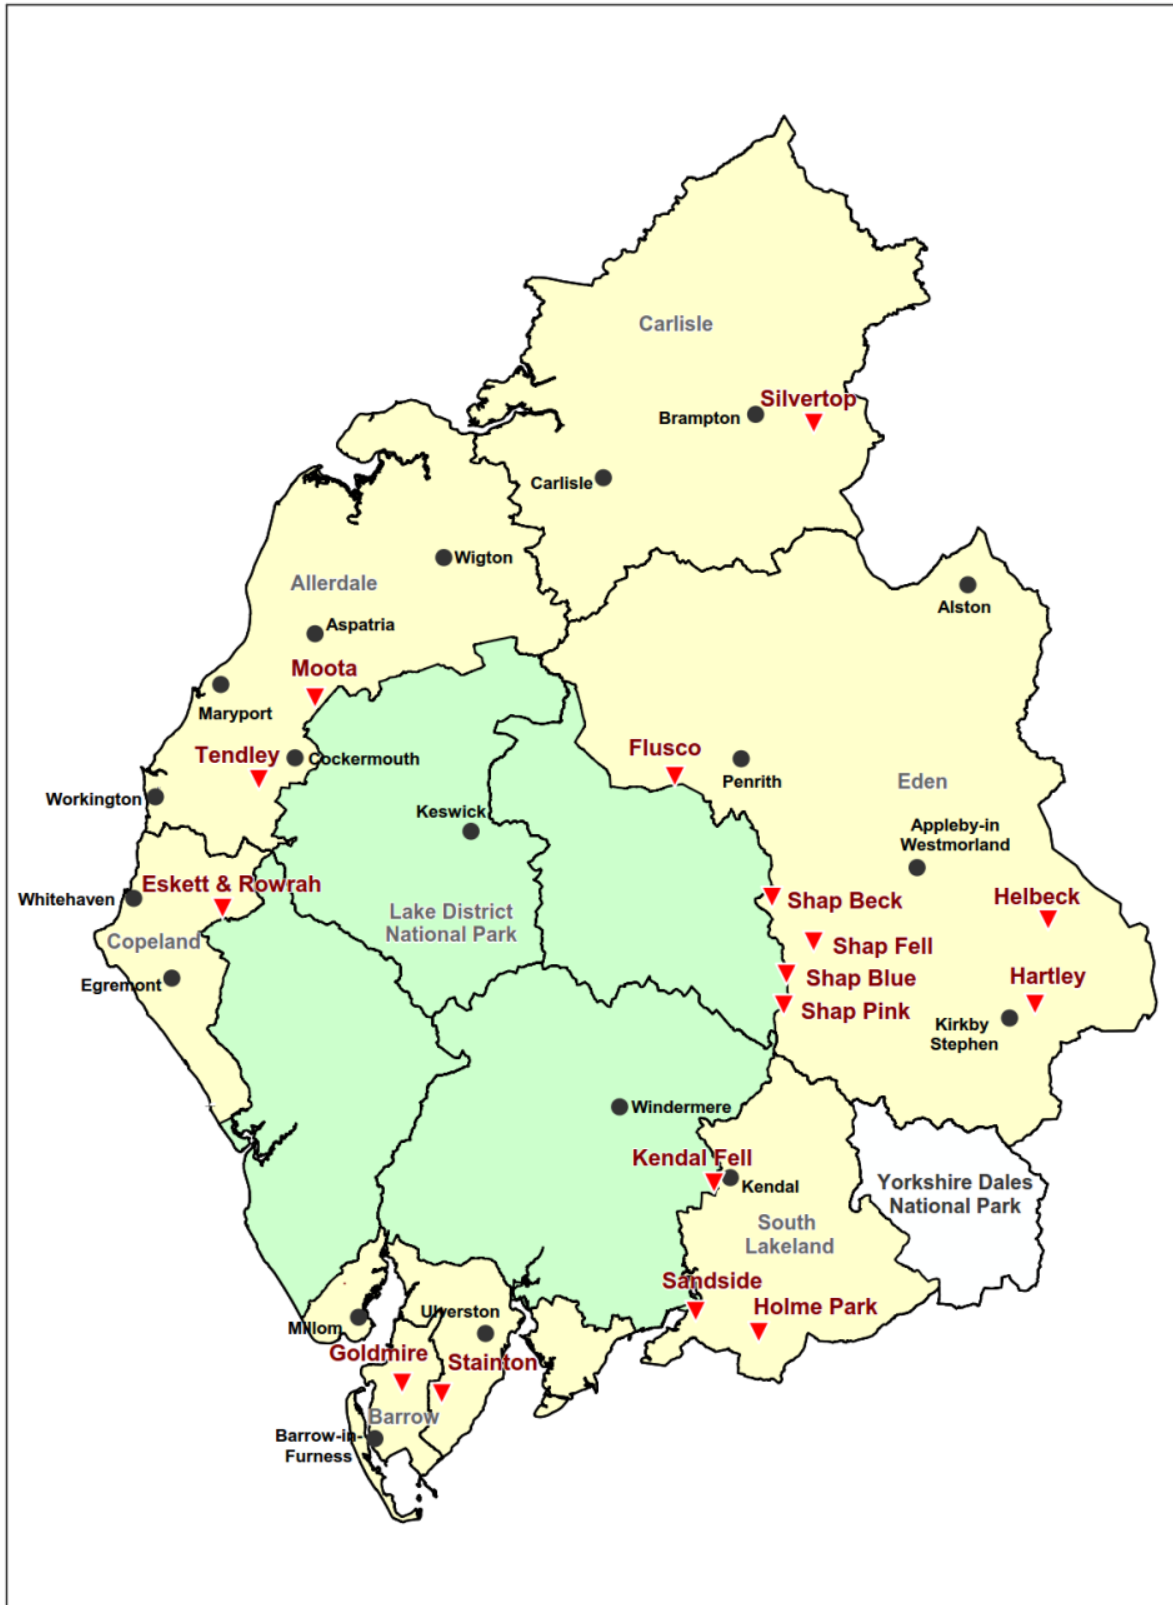 Carlisle
Silvertop
Brampton
Carlisle
Wigton
Allerdale
Alston
Aspatria
Moota
Maryport
Tendley
Cockermouth
Flusco
Penrith
Eden
Workington
Keswick
Appleby-in
Westmorland
Eskett & Rowrah
Whitehaven
Shap Beck
Helbeck
Lake District
National Park
Copeland
Shap Fell
Egremont
Shap Blue
Hartley
Shap Pink
Kirkby
Stephen
Windermere
Kendal Fell
Kendal
Yorkshire Dales
National Park
South
Lakeland
Sandside
Holme Park
Ulverston
Millom
Goldmire
Stainton
Barrow
Barrow-in-
Furness